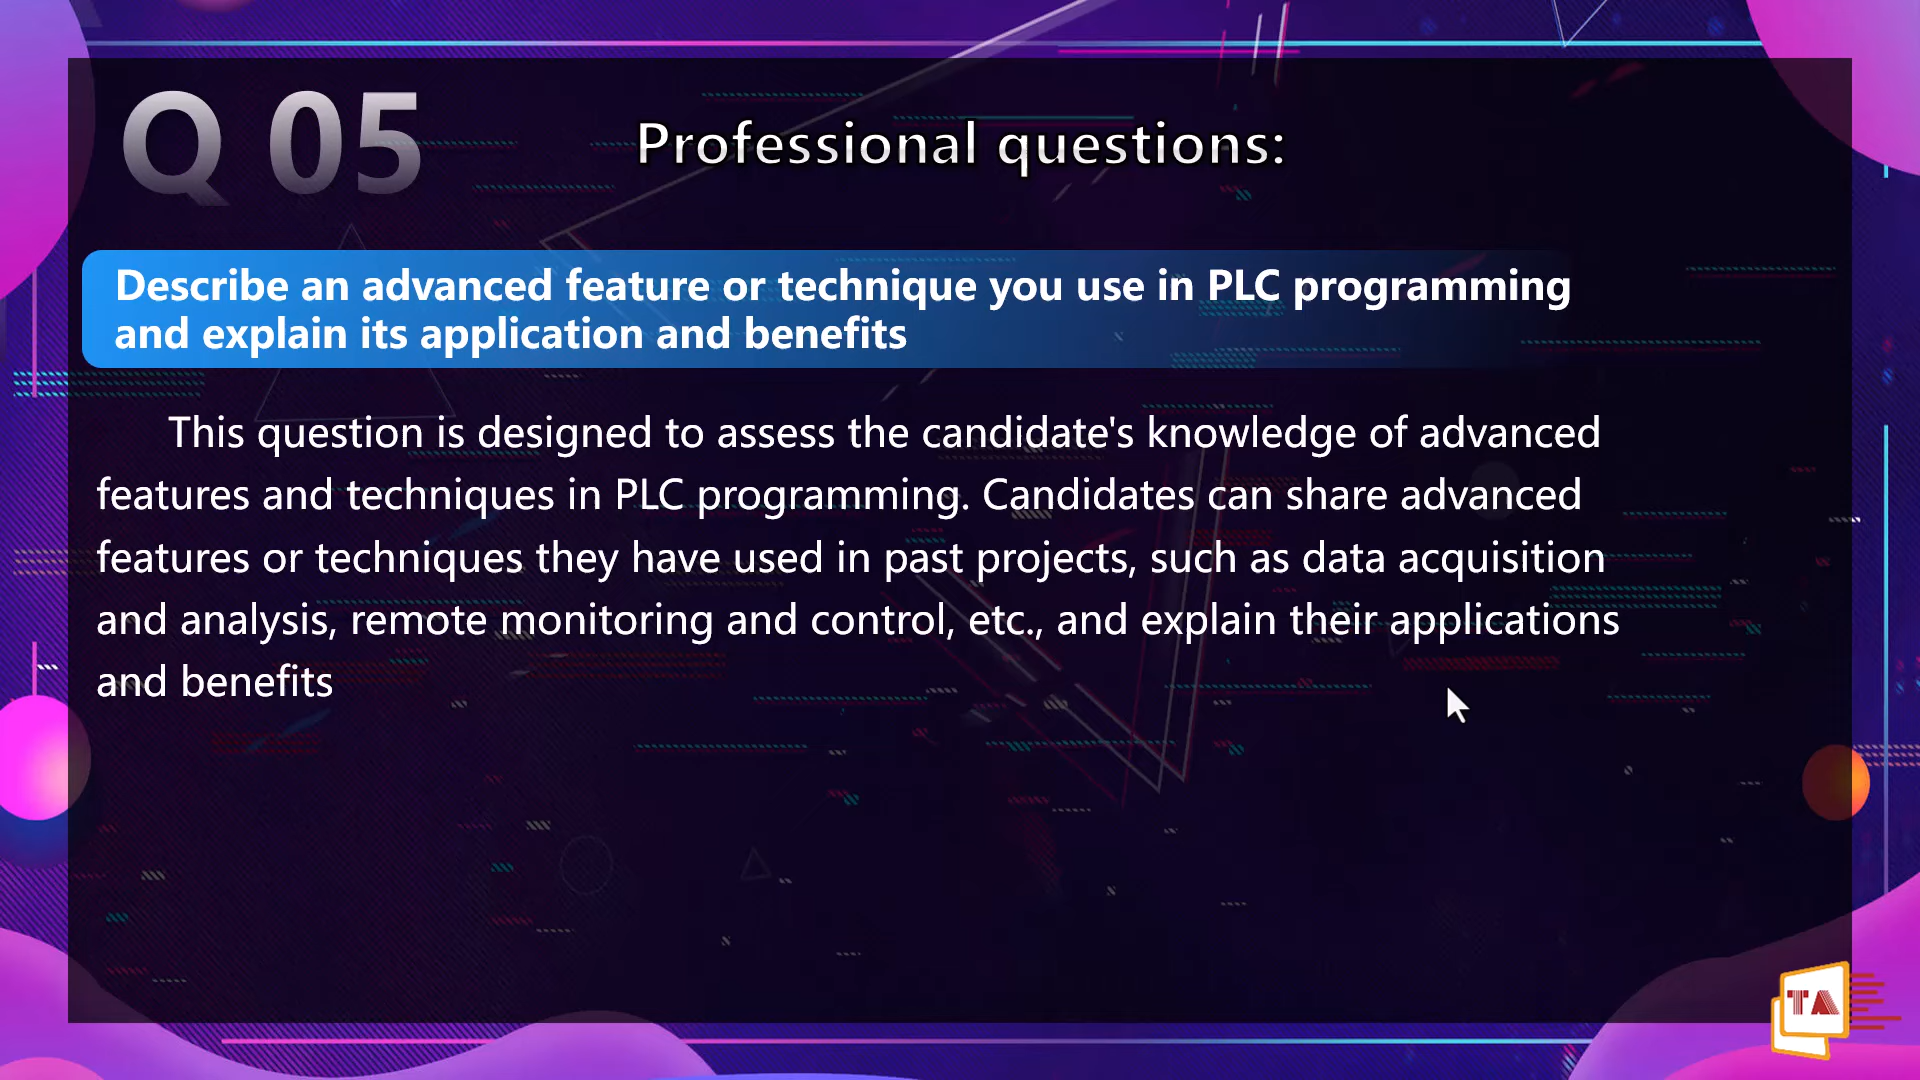 Q 05
Professional questions:
Describe an advanced feature or technique you use in PLC programming
and explain its application and benefits
This question is designed to assess the candidate's knowledge of advanced
features and techniques in PLC programming. Candidates can share advanced
features or techniques they have used in past projects, such as data acquisition
and analysis, remote monitoring and control, etc., and explain their applications
and benefits
TA